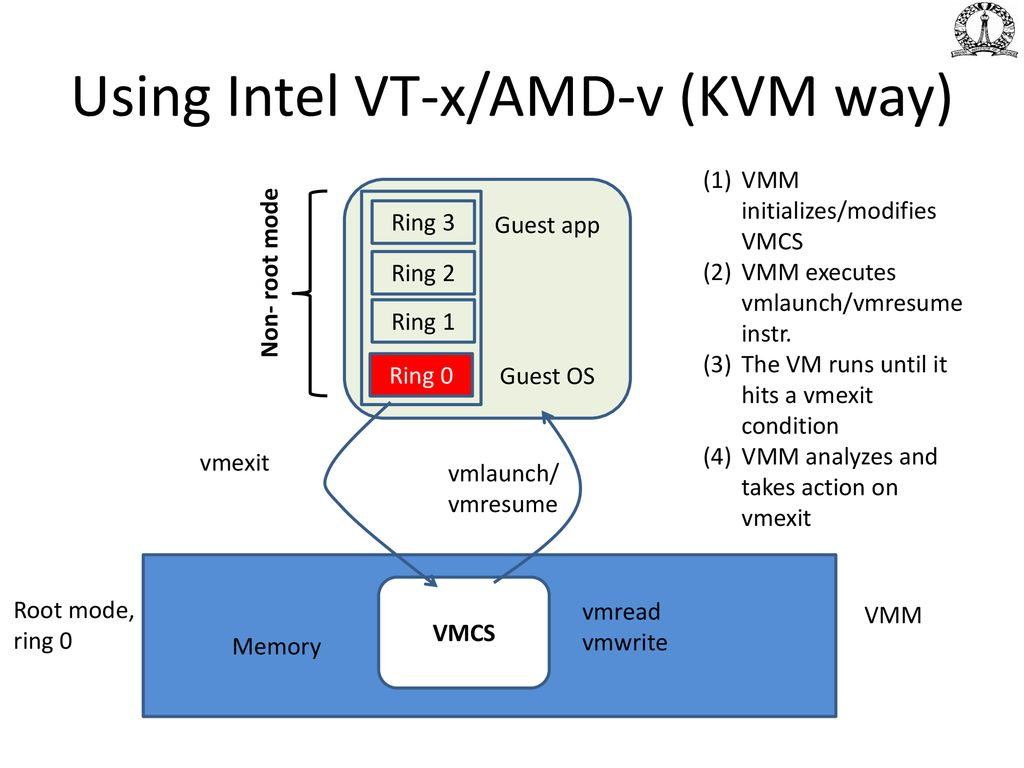 Using Intel VT-x/AMD-v (KVM way)
Non- root mode
Ring 3
Guest app
Ring 2
Ring 1
Ring 0
Guest OS
vmexit
vmlaunch/
vmresume
(1) VMM
initializes/modifies
VMCS
(2) VMM executes
vmlaunch/vmresume
instr.
(3) The VM runs until it
hits a vmexit
condition
(4) VMM analyzes and
takes action on
vmexit
Root mode,
ring 0
Memory
VMCS
vmread
vmwrite
VMM